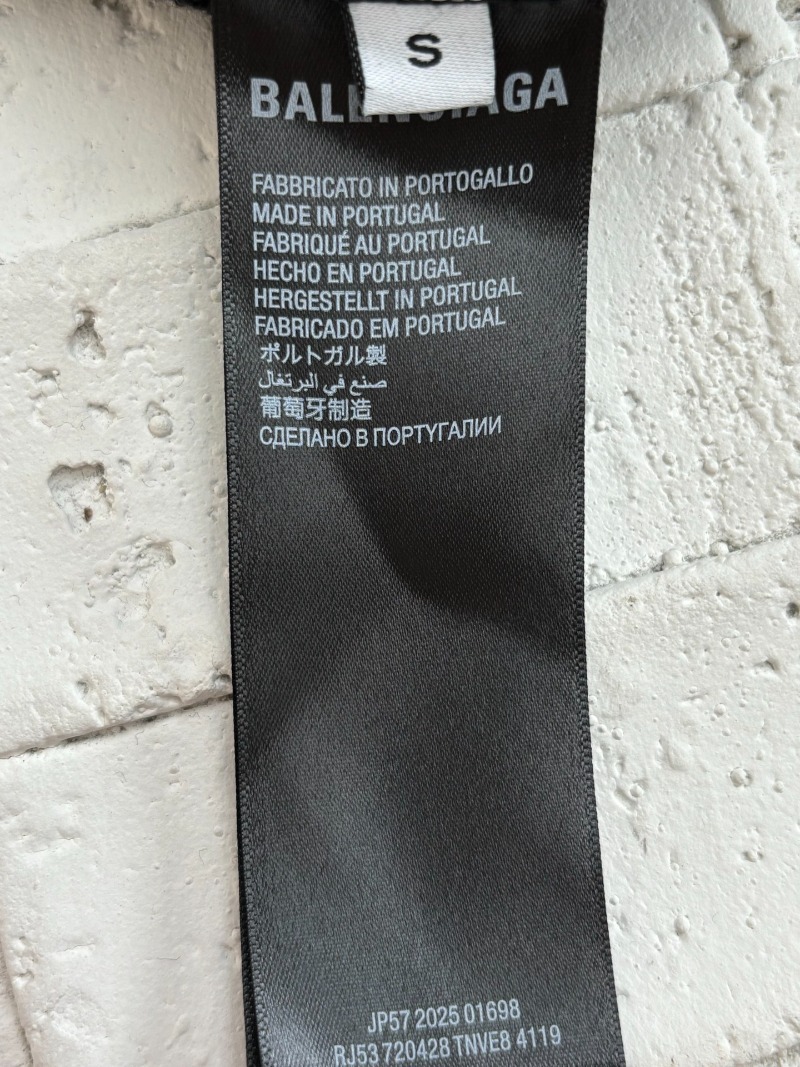 S
BALENCIAGA
FABBRICATO IN PORTOGALLO
MADE IN PORTUGAL
FABRIQUÉ AU PORTUGAL
HECHO EN PORTUGAL
HERGESTELLT IN PORTUGAL
FABRICADO EM PORTUGAL
ポルトガル製
صنع في البرتغال
葡萄牙制造
СДЕЛАНО В ПОРТУГАЛИИ
JP57 2025 01698
RJ53 720428 TNVE8 4119